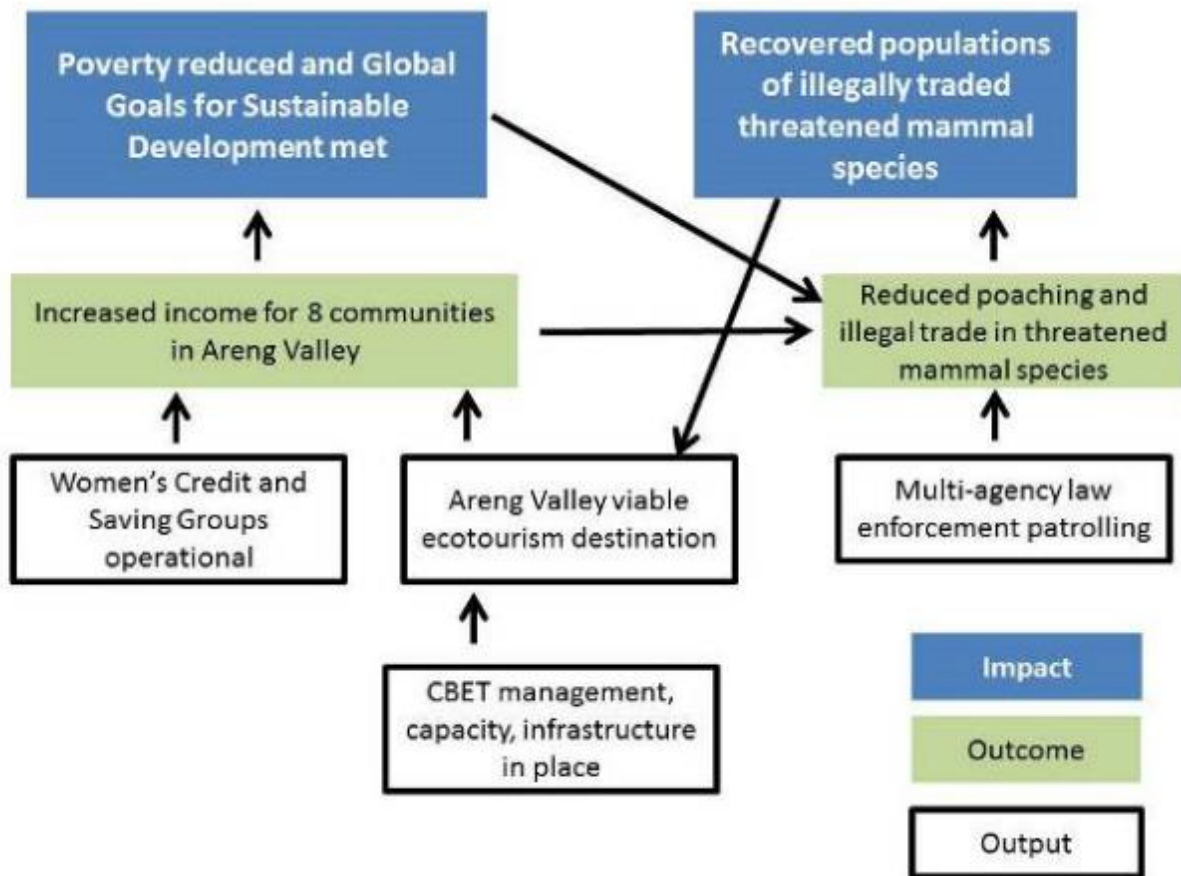 Poverty reduced and Global
Goals for Sustainable
Development met
Recovered populations
of illegally traded
threatened mammal
species
Increased income for 8 communities
in Areng Valley
Reduced poaching and
illegal trade in threatened
mammal species
Women's Credit and
Saving Groups
operational
Areng Valley viable
ecotourism destination
Multi-agency law
enforcement patrolling
CBET management,
capacity, infrastructure
in place
Impact
Outcome
Output